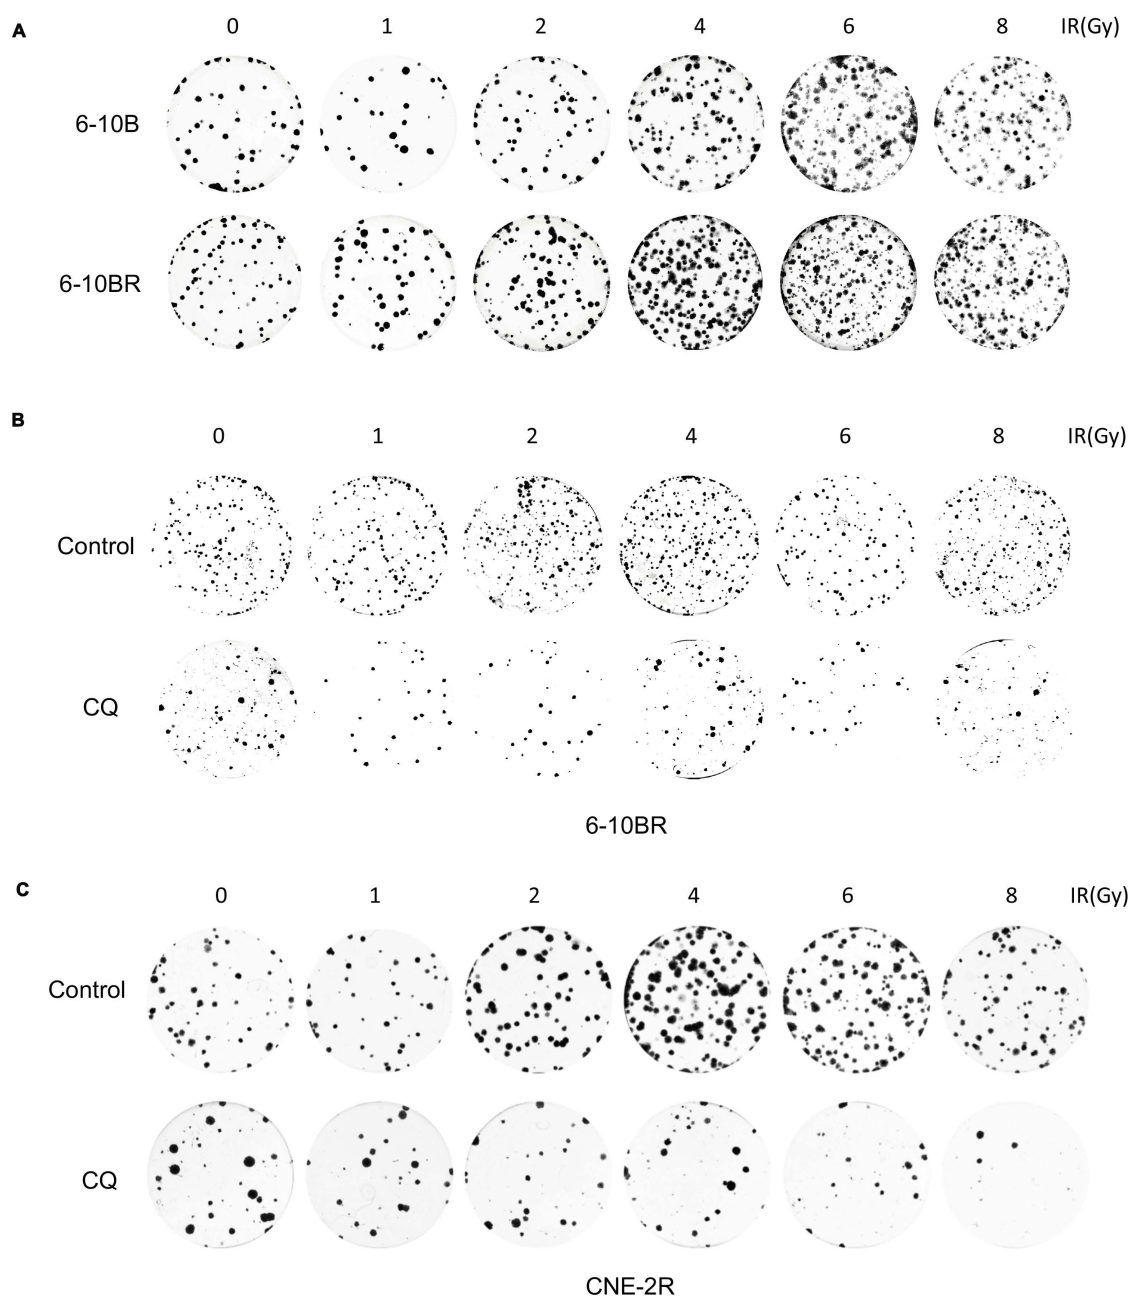 A
0 1 2 4 6 8 IR(Gy)
6-10B
6-10BR
B
0 1 2 4 6 8 IR(Gy)
Control
CQ
6-10BR
C
0 1 2 4 6 8 IR(Gy)
Control
CQ
CNE-2R